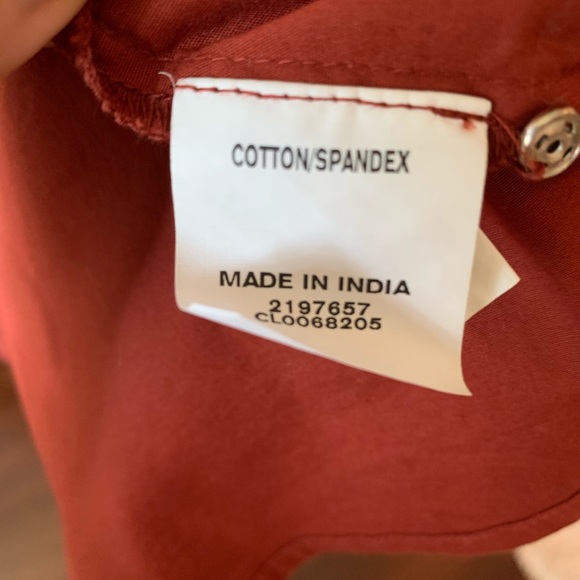 COTTON/SPANDEX
MADE IN INDIA
2197657
CL0068205